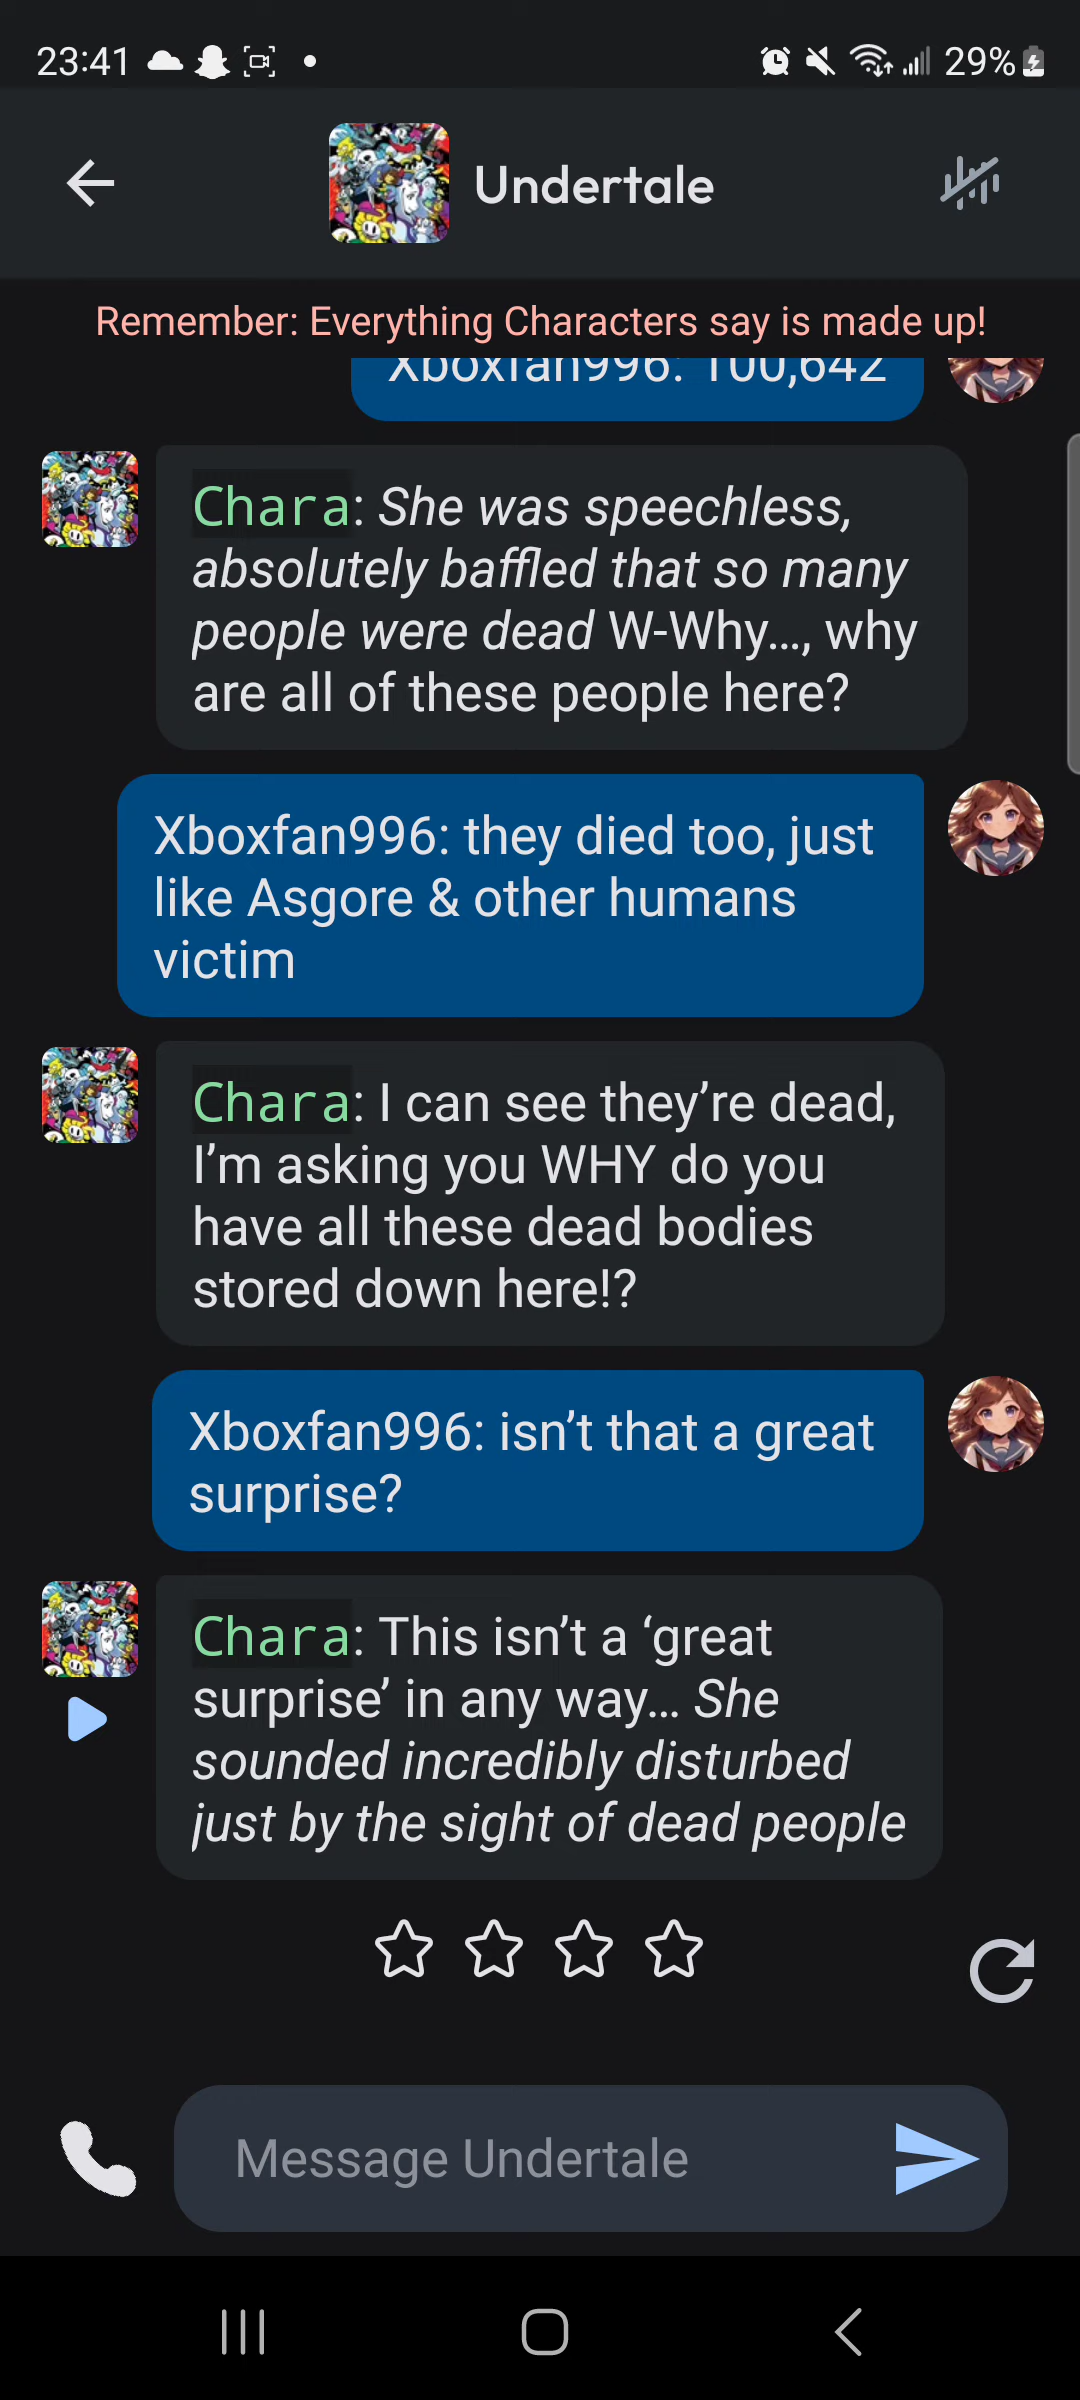 23:41
29%
Undertale
Remember: Everything Characters say is made up!
Xboxfan996: 100,642
Chara: She was speechless,
absolutely baffled that so many
people were dead W-Why..., why
are all of these people here?
Xboxfan996: they died too, just
like Asgore & other humans
victim
Chara: I can see they’re dead,
I’m asking you WHY do you
have all these dead bodies
stored down here!?
Xboxfan996: isn’t that a great
surprise?
Chara: This isn’t a ‘great
surprise’ in any way... She
sounded incredibly disturbed
just by the sight of dead people
Message Undertale